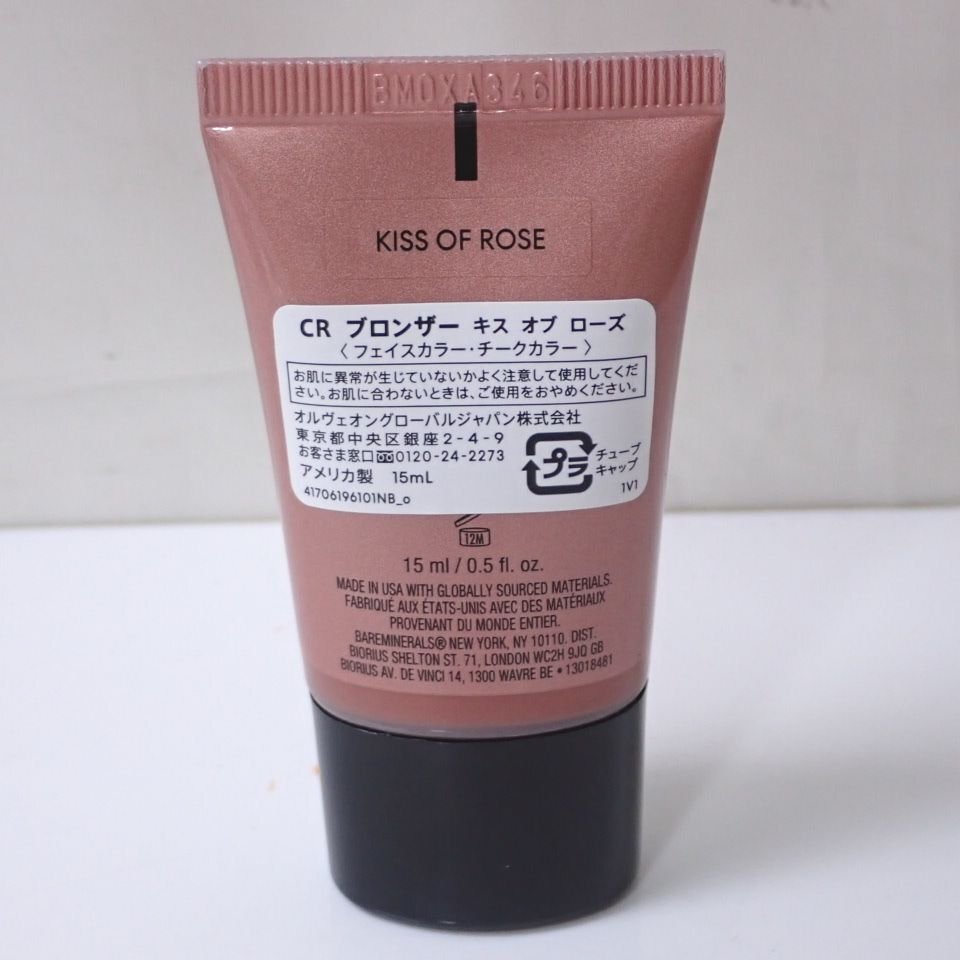 BMOXA346
KISS OF ROSE
CR ブロンザー キス オブ ローズ
〈 フェイスカラー・チークカラー 〉
お肌に異常が生じていないかよく注意して使用してくだ
さい。お肌に合わないときは、ご使用をおやめください。
オルヴェオングローバルジャパン株式会社
東京都中央区銀座2-4-9
お客さま窓口 0120-24-2273
アメリカ製 15mL
41706196101NB_o
プラ
チューブ
キャップ
1V1
12M
15 ml / 0.5 fl. oz.
MADE IN USA WITH GLOBALLY SOURCED MATERIALS.
FABRIQUÉ AUX ÉTATS-UNIS AVEC DES MATÉRIAUX
PROVENANT DU MONDE ENTIER.
BAREMINERALS® NEW YORK, NY 10110. DIST.
BIORIUS SHELTON ST. 71, LONDON WC2H 9JQ GB
BIORIUS AV. DE VINCI 14, 1300 WAVRE BE • 13018481